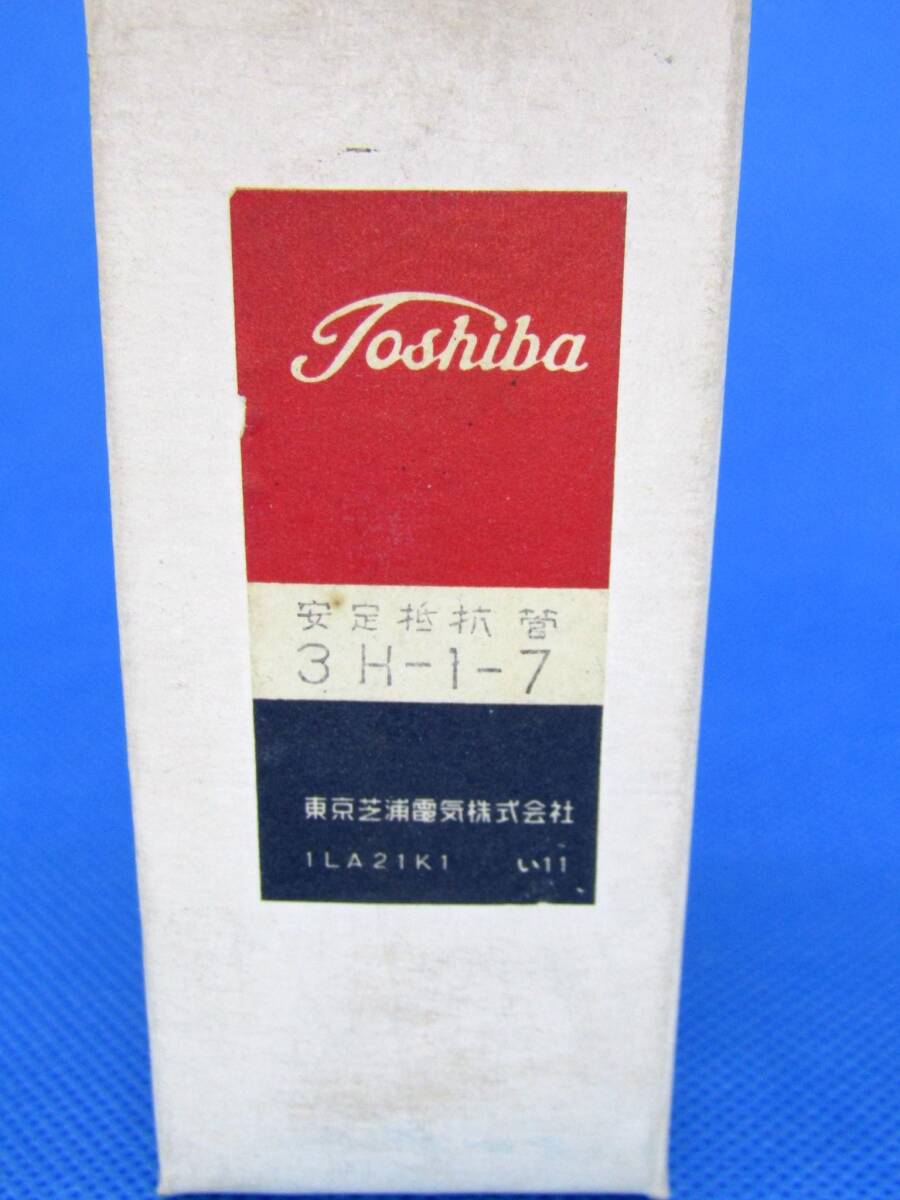 Toshiba
安定抵抗管
3H-1-7
東京芝浦電気株式会社
1LA21K1 い11